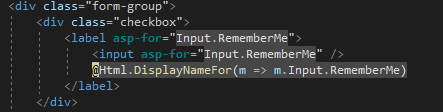 <div class="form-group">
<div class="checkbox">
<label asp-for="Input.RememberMe">
<input asp-for="Input.RememberMe" />
@Html.DisplayNameFor(m => m.Input.RememberMe)
</label>
</div>